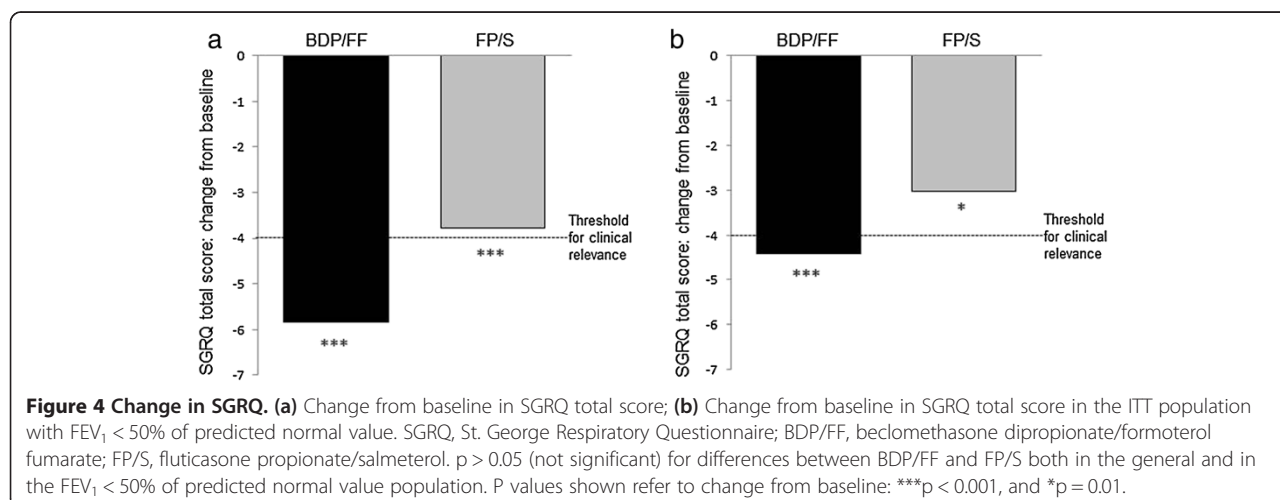 a
BDP/FF FP/S
0
-1
-2
-3
-4
-5
-6
-7
SGRQ total score: change from baseline
***
***
Threshold
for clinical
relevance
b
BDP/FF FP/S
0
-1
-2
-3
-4
-5
-6
-7
SGRQ total score: change from baseline
***
*
Threshold
for clinical
relevance
Figure 4 Change in SGRQ. (a) Change from baseline in SGRQ total score; (b) Change from baseline in SGRQ total score in the ITT population
with FEV₁ < 50% of predicted normal value. SGRQ, St. George Respiratory Questionnaire; BDP/FF, beclomethasone dipropionate/formoterol
fumarate; FP/S, fluticasone propionate/salmeterol. p > 0.05 (not significant) for differences between BDP/FF and FP/S both in the general and in
the FEV₁ < 50% of predicted normal value population. P values shown refer to change from baseline: ***p < 0.001, and *p = 0.01.